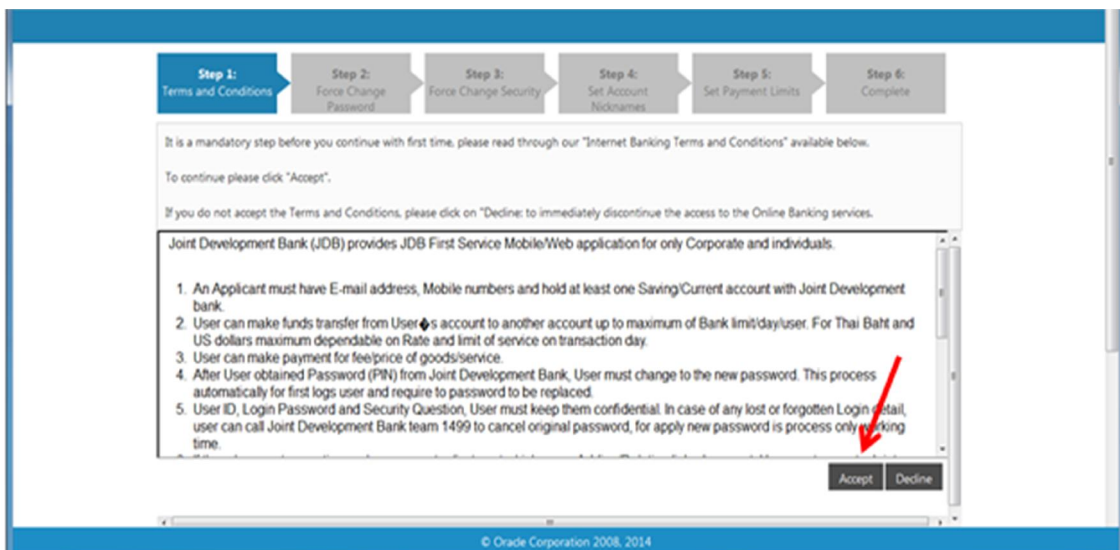 Step 1:
Terms and Conditions
Step 2:
Force Change
Password
Step 3:
Force Change Security
Step 4:
Set Account
Nicknames
Step 5:
Set Payment Limits
Step 6:
Complete
It is a mandatory step before you continue with first time, please read through our "Internet Banking Terms and Conditions" available below.
To continue please click "Accept".
If you do not accept the Terms and Conditions, please click on "Decline: to immediately discontinue the access to the Online Banking services.
Joint Development Bank (JDB) provides JDB First Service Mobile/Web application for only Corporate and individuals.
1. An Applicant must have E-mail address, Mobile numbers and hold at least one Saving/Current account with Joint Development
bank.
2. User can make funds transfer from User�s account to another account up to maximum of Bank limit/day/user. For Thai Baht and
US dollars maximum dependable on Rate and limit of service on transaction day.
3. User can make payment for fee/price of goods/service.
4. After User obtained Password (PIN) from Joint Development Bank, User must change to the new password. This process
automatically for first logs user and require to password to be replaced.
5. User ID, Login Password and Security Question, User must keep them confidential. In case of any lost or forgotten Login detail,
user can call Joint Development Bank team 1499 to cancel original password, for apply new password is process only working
time.
Accept
Decline
© Oracle Corporation 2008, 2014